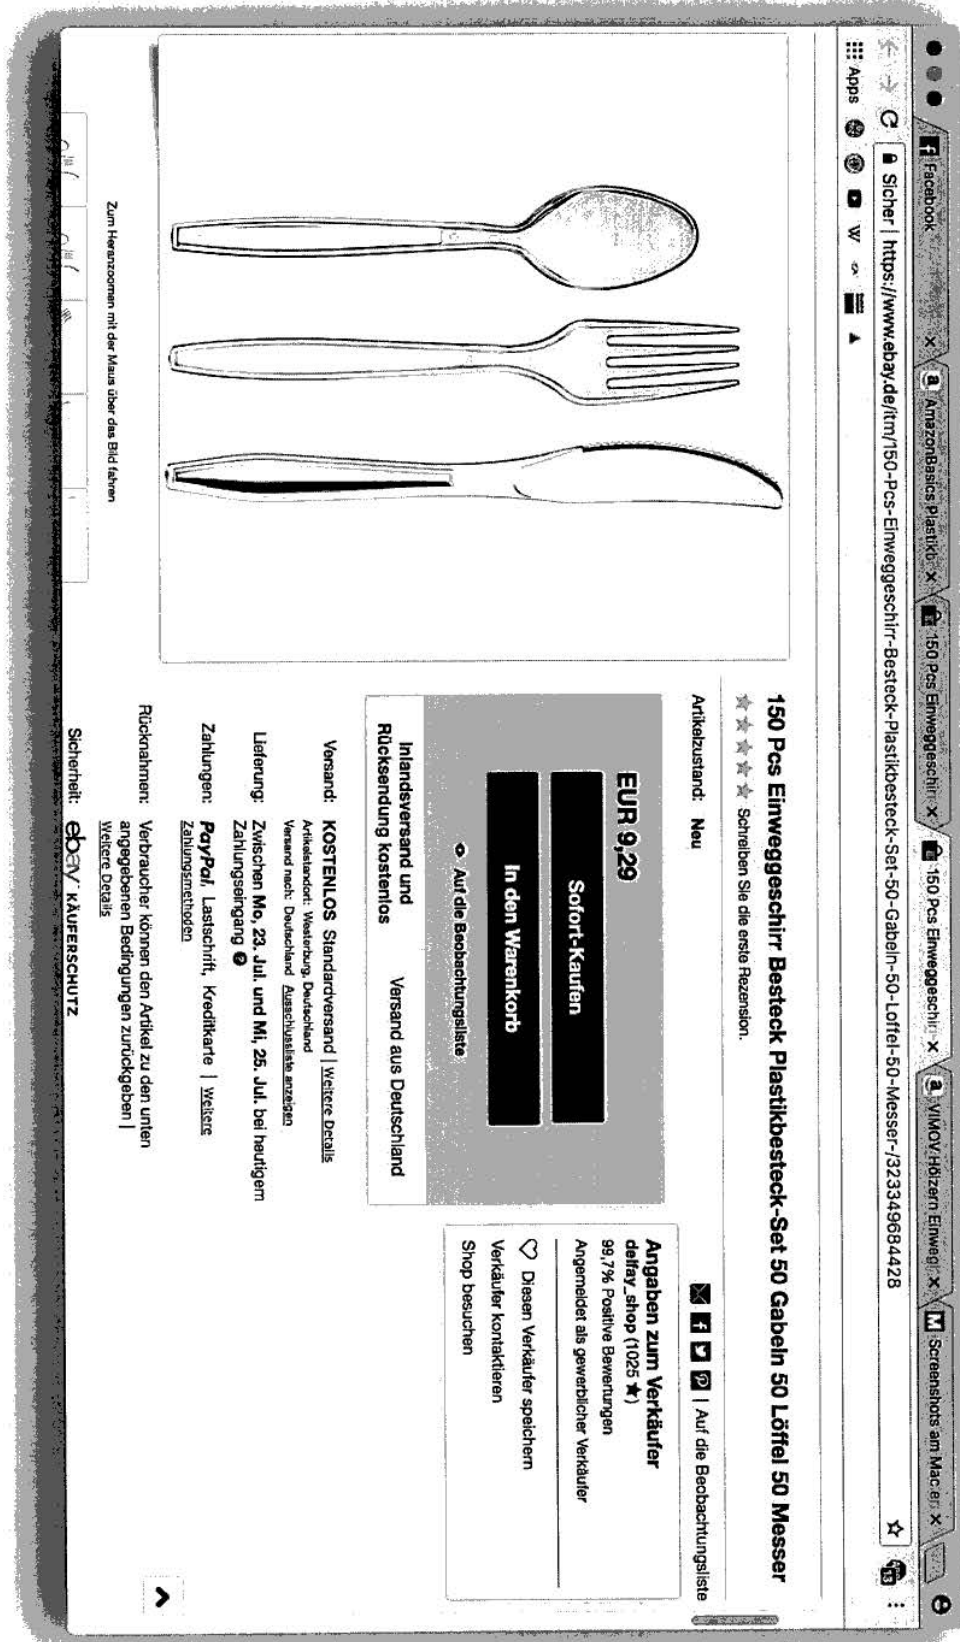 Facebook
AmazonBasics Plastikb
150 Pcs Einweggeschirr
150 Pcs Einweggeschirr
VIMOV Hölzern Einweg
Screenshots am Mac er
Sicher | https://www.ebay.de/itm/150-Pcs-Einweggeschirr-Besteck-Plastikbesteck-Set-50-Gabeln-50-Loffel-50-Messer-/323349684428
Apps
W
Zum Heranzoomen mit der Maus über das Bild fahren
150 Pcs Einweggeschirr Besteck Plastikbesteck-Set 50 Gabeln 50 Löffel 50 Messer
Schreiben Sie die erste Rezension.
| Auf die Beobachtungsliste
Artikelzustand: Neu
EUR 9,29
Sofort-Kaufen
In den Warenkorb
Auf die Beobachtungsliste
Inlandsversand und
Rücksendung kostenlos
Versand aus Deutschland
Versand: KOSTENLOS Standardversand | Weitere Details
Artikelstandort: Westerburg, Deutschland
Versand nach: Deutschland Ausschlussliste anzeigen
Lieferung: Zwischen Mo, 23. Jul. und Mi, 25. Jul. bei heutigem
Zahlungseingang
Zahlungen: PayPal, Lastschrift, Kreditkarte | Weitere
Zahlungsmethoden
Rücknahmen: Verbraucher können den Artikel zu den unten
angegebenen Bedingungen zurückgeben |
Weitere Details
Sicherheit: ebay KÄUFERSCHUTZ
Angaben zum Verkäufer
delfay_shop (1025 ★)
99,7% Positive Bewertungen
Angemeldet als gewerblicher Verkäufer
Diesen Verkäufer speichern
Verkäufer kontaktieren
Shop besuchen